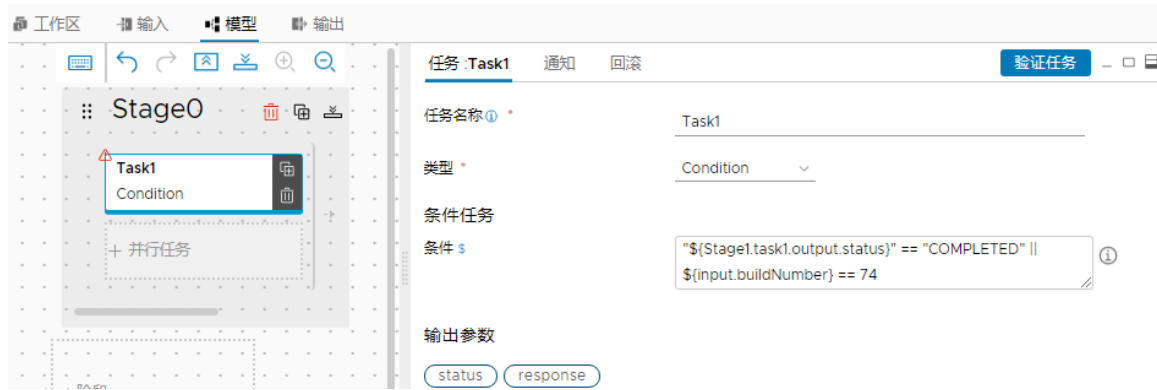 工作区 输入 模型 输出
任务 :Task1 通知 回滚 验证任务
Stage0
任务名称 * Task1
Task1
Condition
类型 * Condition
条件任务
+ 并行任务
条件 $ "${Stage1.task1.output.status}" == "COMPLETED" ||
${input.buildNumber} == 74
输出参数
status response